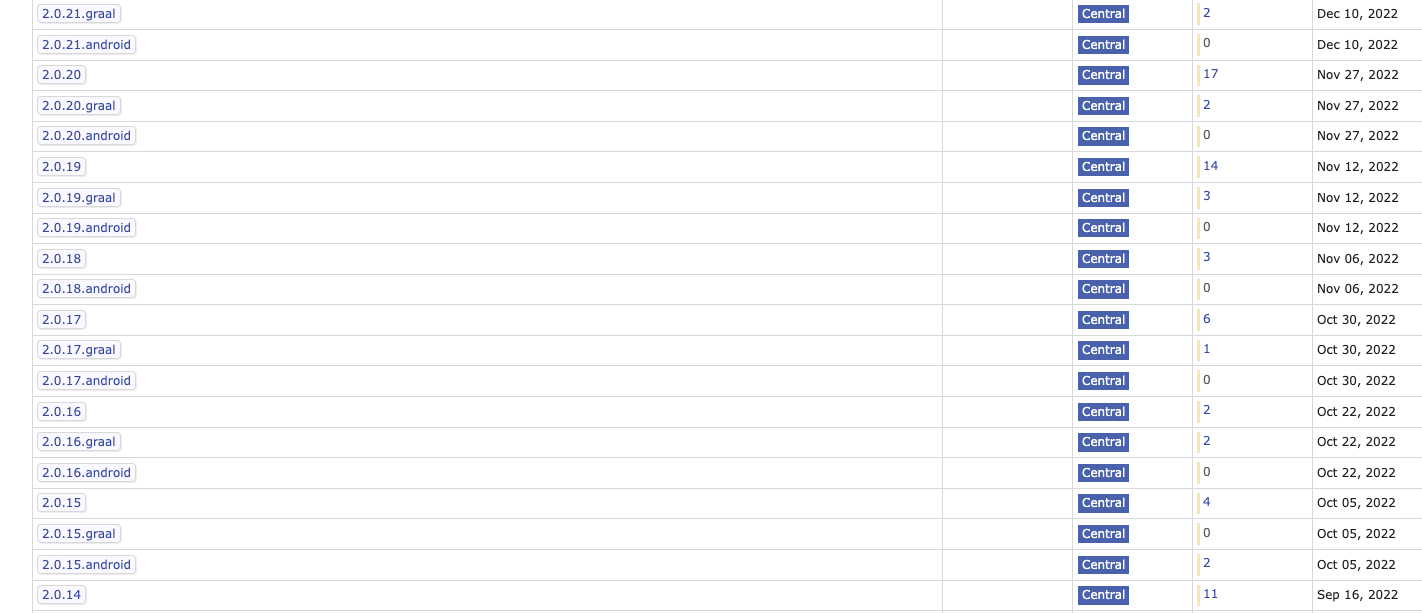 2.0.21.graal Central 2 Dec 10, 2022
2.0.21.android Central 0 Dec 10, 2022
2.0.20 Central 17 Nov 27, 2022
2.0.20.graal Central 2 Nov 27, 2022
2.0.20.android Central 0 Nov 27, 2022
2.0.19 Central 14 Nov 12, 2022
2.0.19.graal Central 3 Nov 12, 2022
2.0.19.android Central 0 Nov 12, 2022
2.0.18 Central 3 Nov 06, 2022
2.0.18.android Central 0 Nov 06, 2022
2.0.17 Central 6 Oct 30, 2022
2.0.17.graal Central 1 Oct 30, 2022
2.0.17.android Central 0 Oct 30, 2022
2.0.16 Central 2 Oct 22, 2022
2.0.16.graal Central 2 Oct 22, 2022
2.0.16.android Central 0 Oct 22, 2022
2.0.15 Central 4 Oct 05, 2022
2.0.15.graal Central 0 Oct 05, 2022
2.0.15.android Central 2 Oct 05, 2022
2.0.14 Central 11 Sep 16, 2022